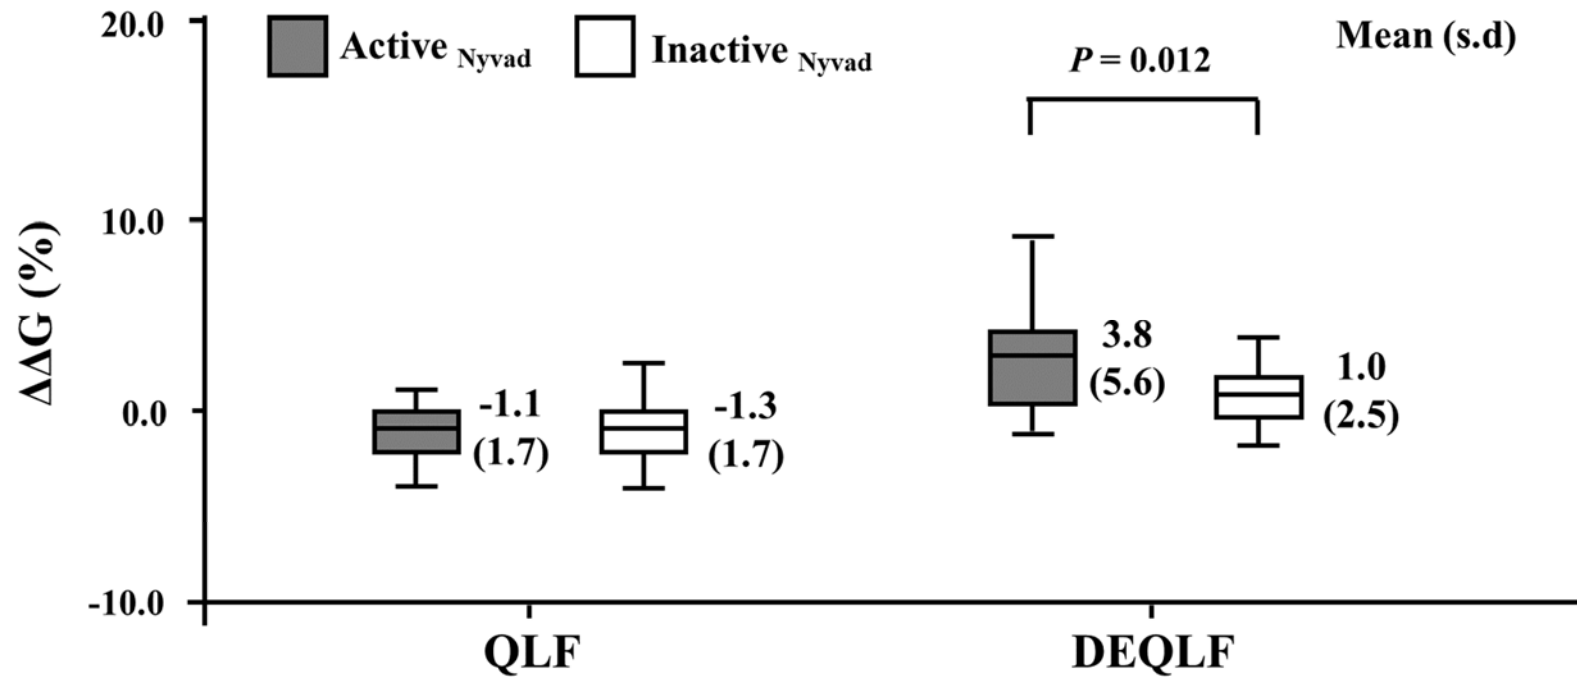 20.0
10.0
0.0
-10.0
ΔΔG (%)
Active Nyvad
Inactive Nyvad
Mean (s.d)
P = 0.012
-1.1
(1.7)
-1.3
(1.7)
3.8
(5.6)
1.0
(2.5)
QLF
DEQLF